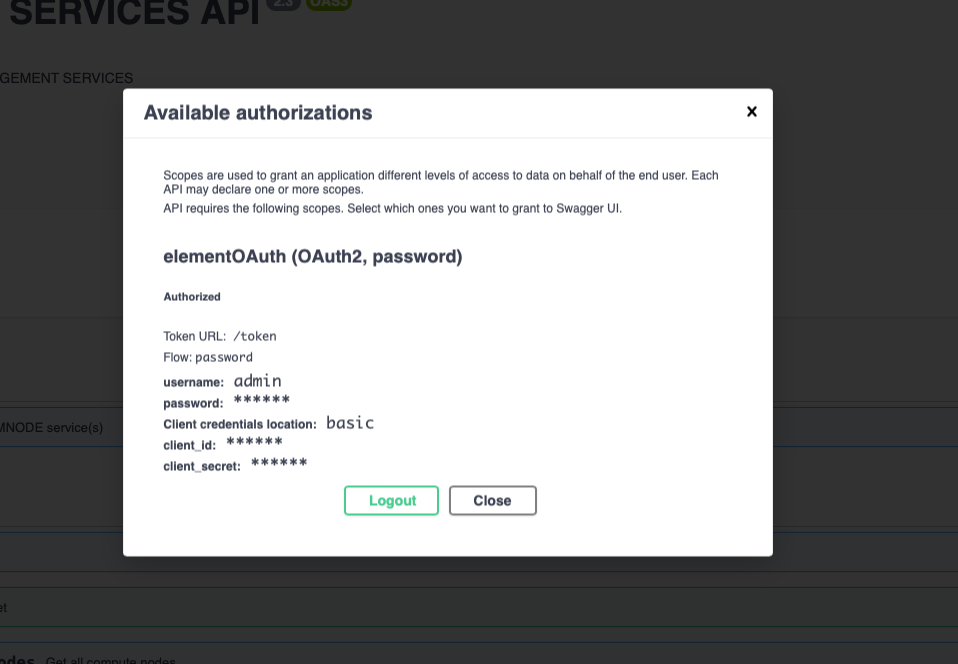 SERVICES API 2.3 OAS3
GEMENT SERVICES
Available authorizations
Scopes are used to grant an application different levels of access to data on behalf of the end user. Each
API may declare one or more scopes.
API requires the following scopes. Select which ones you want to grant to Swagger UI.
elementOAuth (OAuth2, password)
Authorized
Token URL: /token
Flow: password
username: admin
password: ******
Client credentials location: basic
client_id: ******
client_secret: ******
Logout Close
MNODE service(s)
et
odes Get all compute nodes